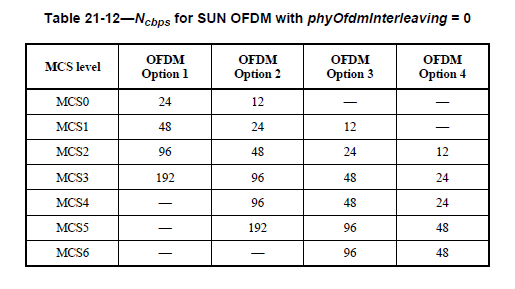 Table 21-12—Ncbps for SUN OFDM with phyOfdmInterleaving = 0
MCS level OFDM Option 1 OFDM Option 2 OFDM Option 3 OFDM Option 4
MCS0 24 12 — —
MCS1 48 24 12 —
MCS2 96 48 24 12
MCS3 192 96 48 24
MCS4 — 96 48 24
MCS5 — 192 96 48
MCS6 — — 96 48